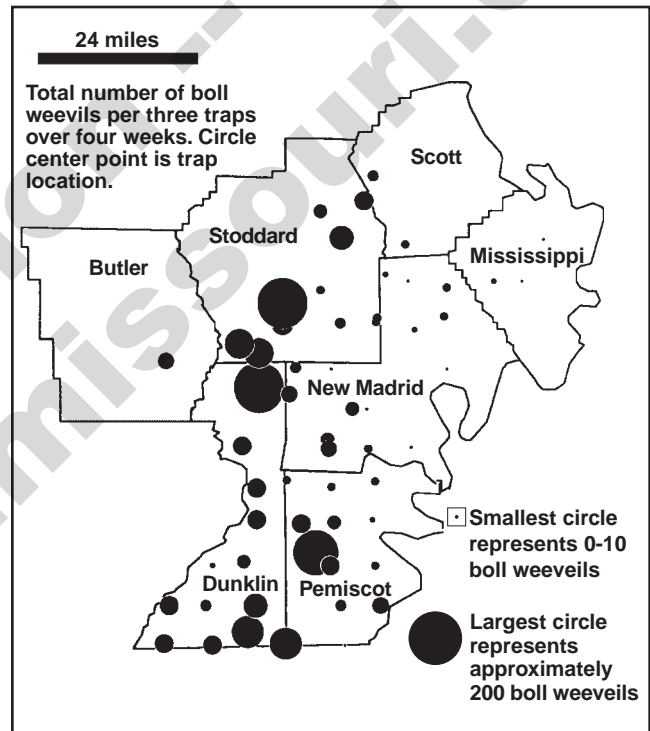 24 miles
Total number of boll
weevils per three traps
over four weeks. Circle
center point is trap
location.
Scott
Stoddard
Mississippi
Butler
New Madrid
Smallest circle
represents 0-10
boll weeveils
Dunklin
Pemiscot
Largest circle
represents
approximately
200 boll weeveils
missouri.